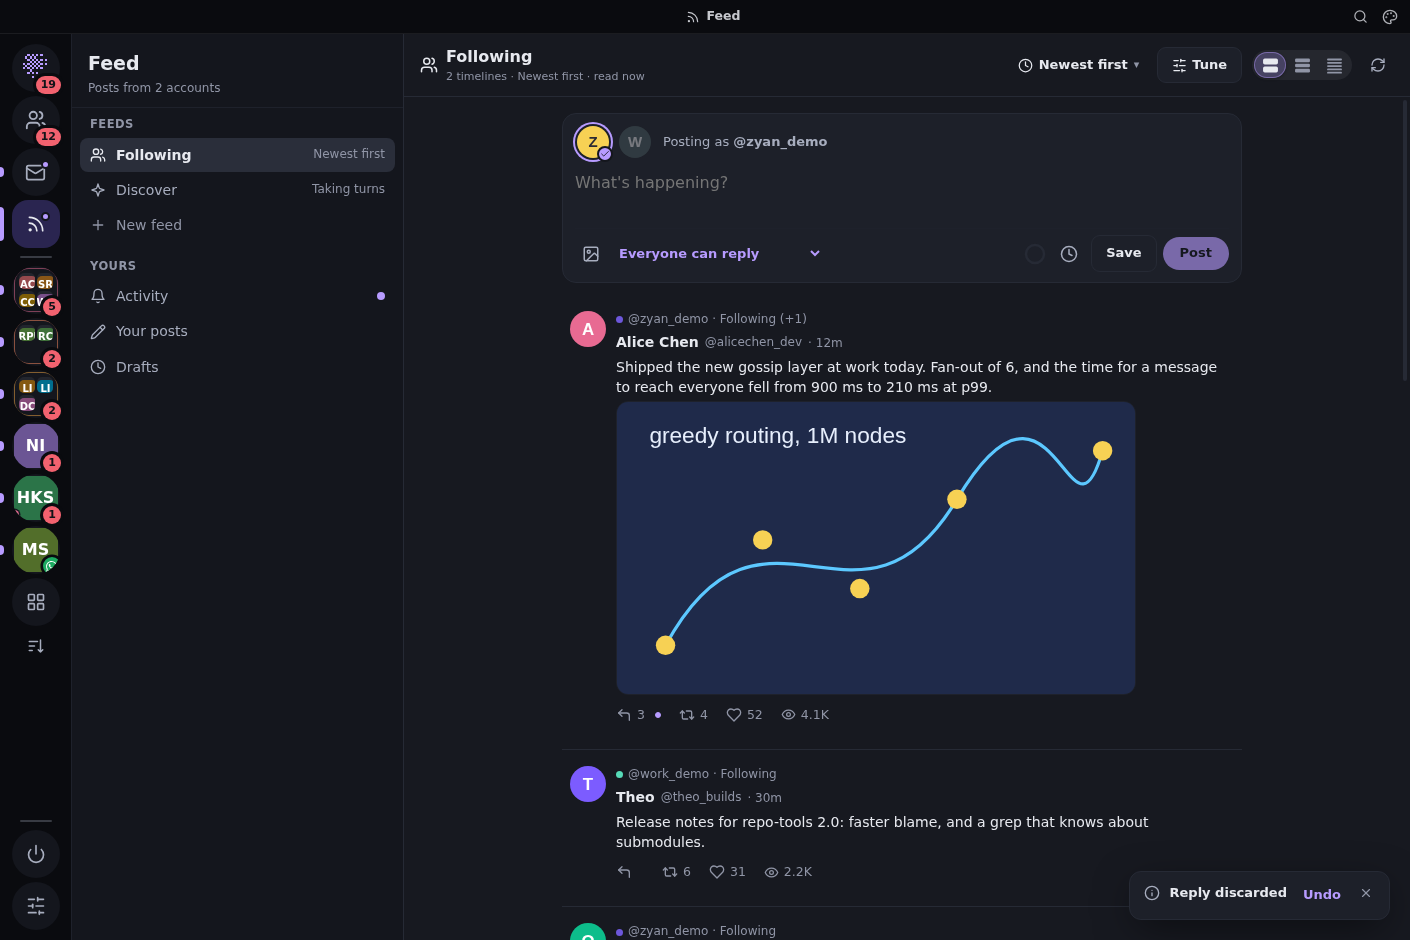 Feed
19
12
AC SR
CC
5
RP RC
2
LI LI
DC
2
NI
1
HKS
1
MS
Feed
Posts from 2 accounts
FEEDS
Following Newest first
Discover Taking turns
New feed
YOURS
Activity
Your posts
Drafts
Following
2 timelines · Newest first · read now
Newest first
Tune
Z W Posting as @zyan_demo
What's happening?
Everyone can reply
Save
Post
A
@zyan_demo · Following (+1)
Alice Chen @alicechen_dev · 12m
Shipped the new gossip layer at work today. Fan-out of 6, and the time for a message
to reach everyone fell from 900 ms to 210 ms at p99.
greedy routing, 1M nodes
3 4 52 4.1K
T
@work_demo · Following
Theo @theo_builds · 30m
Release notes for repo-tools 2.0: faster blame, and a grep that knows about
submodules.
6 31 2.2K
@zyan_demo · Following
Reply discarded Undo